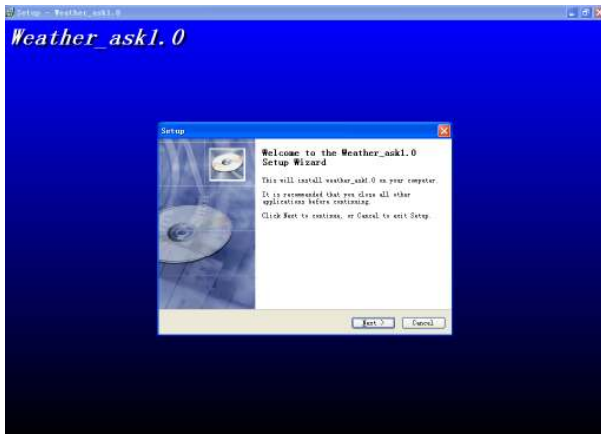 Setup - Weather_ask1.0
Weather_ask1.0
Setup
Welcome to the Weather_ask1.0
Setup Wizard
This will install weather_ask1.0 on your computer.
It is recommended that you close all other
applications before continuing.
Click Next to continue, or Cancel to exit Setup.
Next >
Cancel